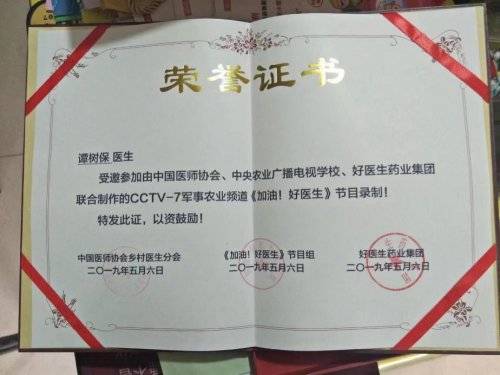 荣誉证书
谭树保 医生
受邀参加由中国医师协会、中央农业广播电视学校、好医生药业集团
联合制作的CCTV-7军事农业频道《加油！好医生》节目录制！
特发此证，以资鼓励！
中国医师协会乡村医生分会 《加油！好医生》节目组 好医生药业集团
二〇一九年五月六日 二〇一九年五月六日 二〇一九年五月六日